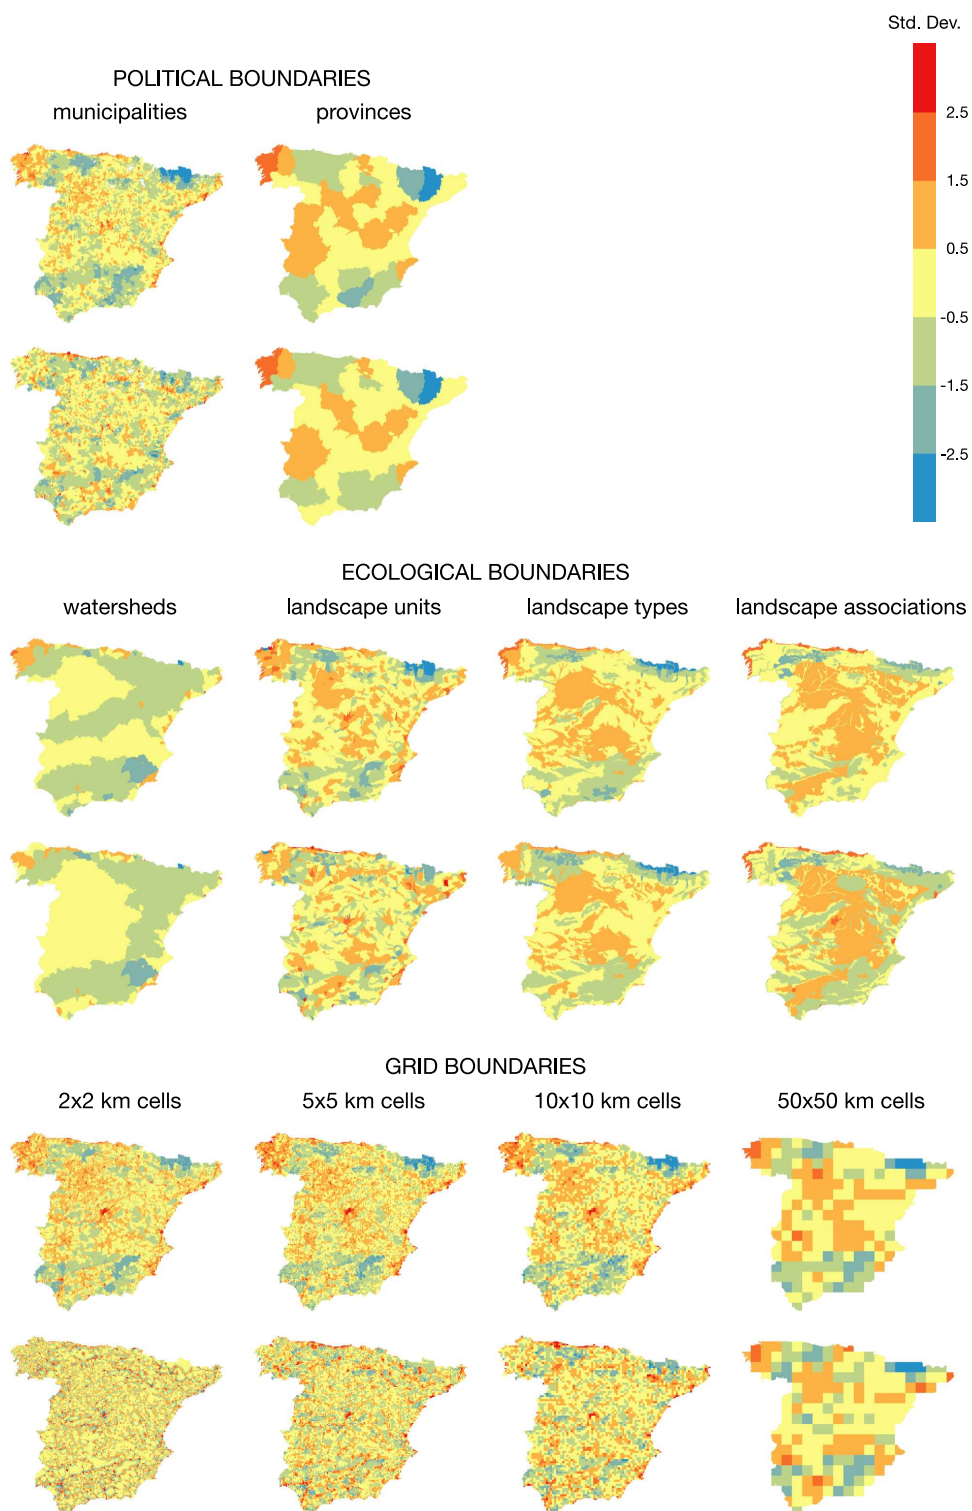 Std. Dev.
2.5
1.5
0.5
-0.5
-1.5
-2.5
POLITICAL BOUNDARIES
municipalities
provinces
ECOLOGICAL BOUNDARIES
watersheds
landscape units
landscape types
landscape associations
GRID BOUNDARIES
2x2 km cells
5x5 km cells
10x10 km cells
50x50 km cells